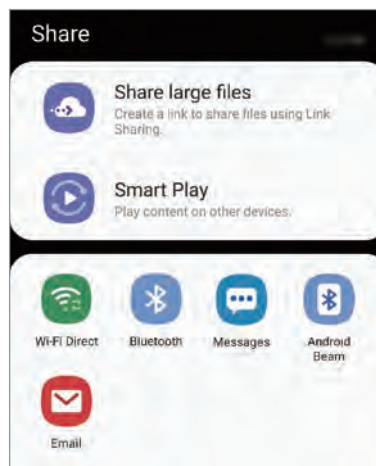 Share
Share large files
Create a link to share files using Link
Sharing.
Smart Play
Play content on other devices.
Wi-Fi Direct
Bluetooth
Messages
Android
Beam
Email